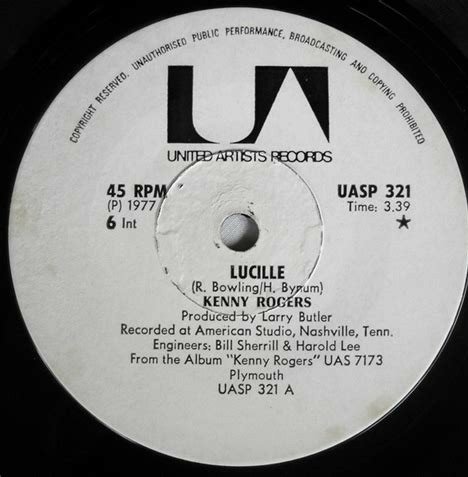 COPYRIGHT RESERVED. UNAUTHORISED PUBLIC PERFORMANCE, BROADCASTING AND COPYING PROHIBITED
UA
UNITED ARTISTS RECORDS
45 RPM
(P) 1977
6 Int
UASP 321
Time: 3.39
★
LUCILLE
(R. Bowling/H. Bynum)
KENNY ROGERS
Produced by Larry Butler
Recorded at American Studio, Nashville, Tenn.
Engineers: Bill Sherrill & Harold Lee
From the Album "Kenny Rogers" UAS 7173
Plymouth
UASP 321 A